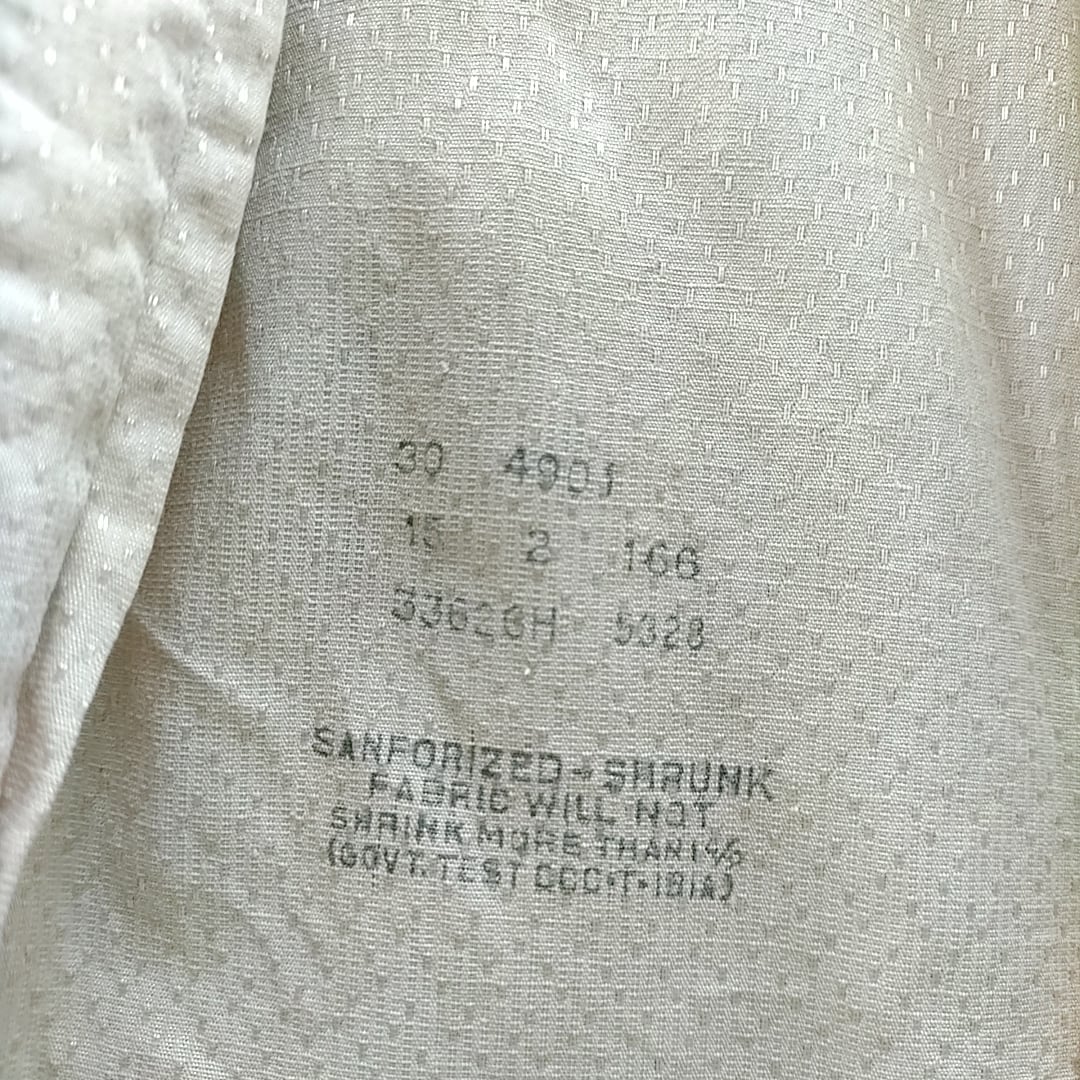 30 4901
15 2 166
33628H 5328
SANFORIZED-SHRUNK
FABRIC WILL NOT
SHRINK MORE THAN 1%
(GOVT. TEST CCC-T-191A)